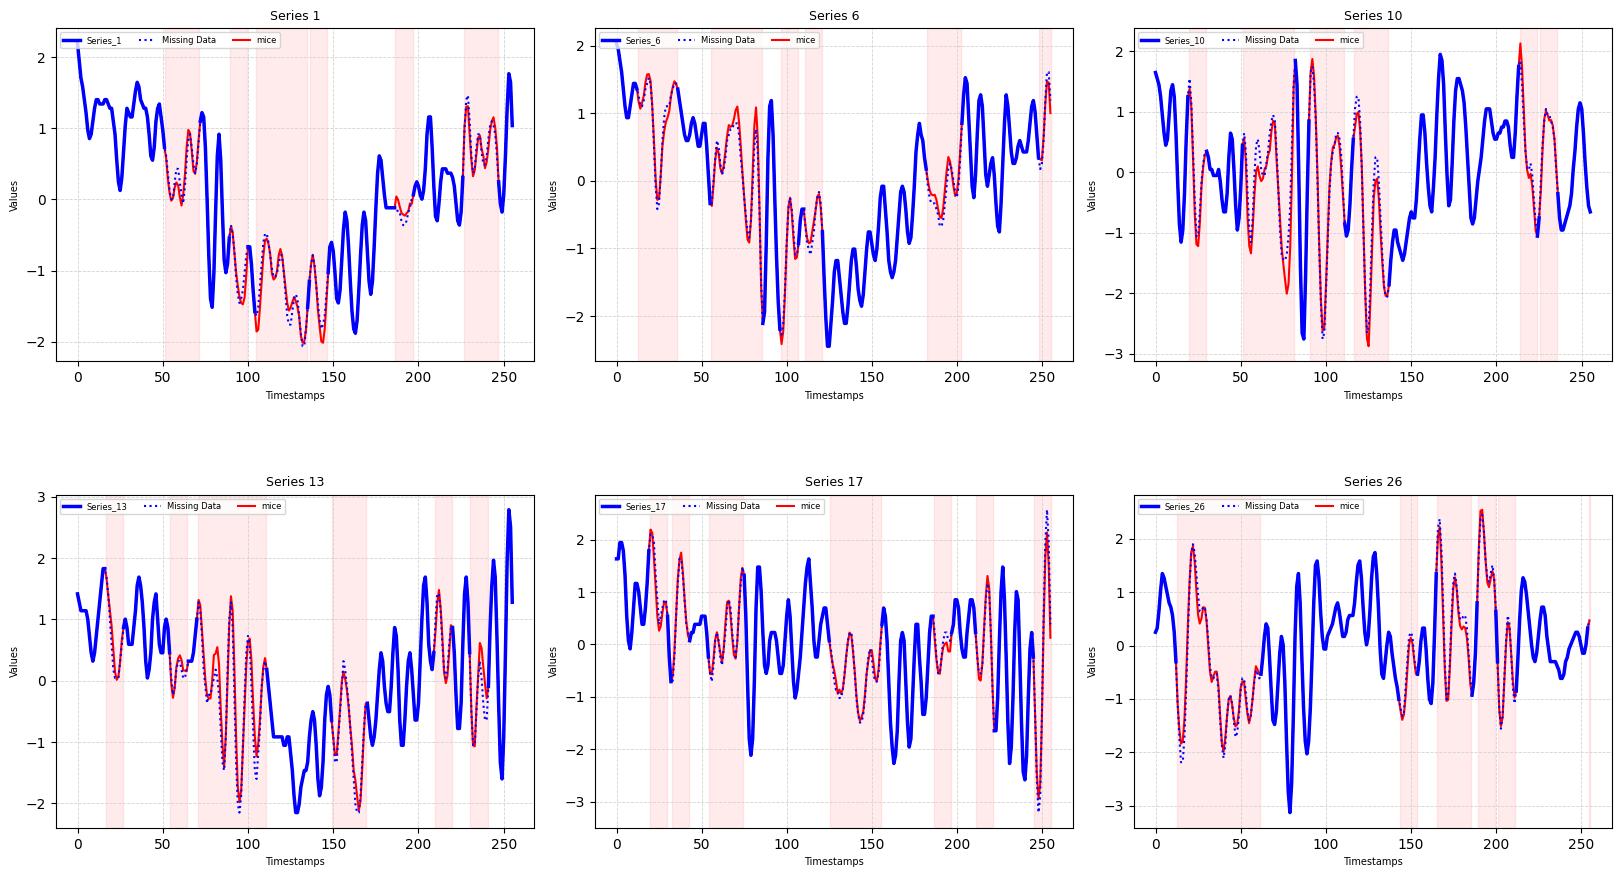 Series 1
Series_1 Missing Data mice
2
1
0
−1
−2
Values
0 50 100 150 200 250
Timestamps
Series 6
Series_6 Missing Data mice
2
1
0
−1
−2
Values
0 50 100 150 200 250
Timestamps
Series 10
Series_10 Missing Data mice
2
1
0
−1
−2
−3
Values
0 50 100 150 200 250
Timestamps
Series 13
Series_13 Missing Data mice
3
2
1
0
−1
−2
Values
0 50 100 150 200 250
Timestamps
Series 17
Series_17 Missing Data mice
2
1
0
−1
−2
−3
Values
0 50 100 150 200 250
Timestamps
Series 26
Series_26 Missing Data mice
2
1
0
−1
−2
−3
Values
0 50 100 150 200 250
Timestamps